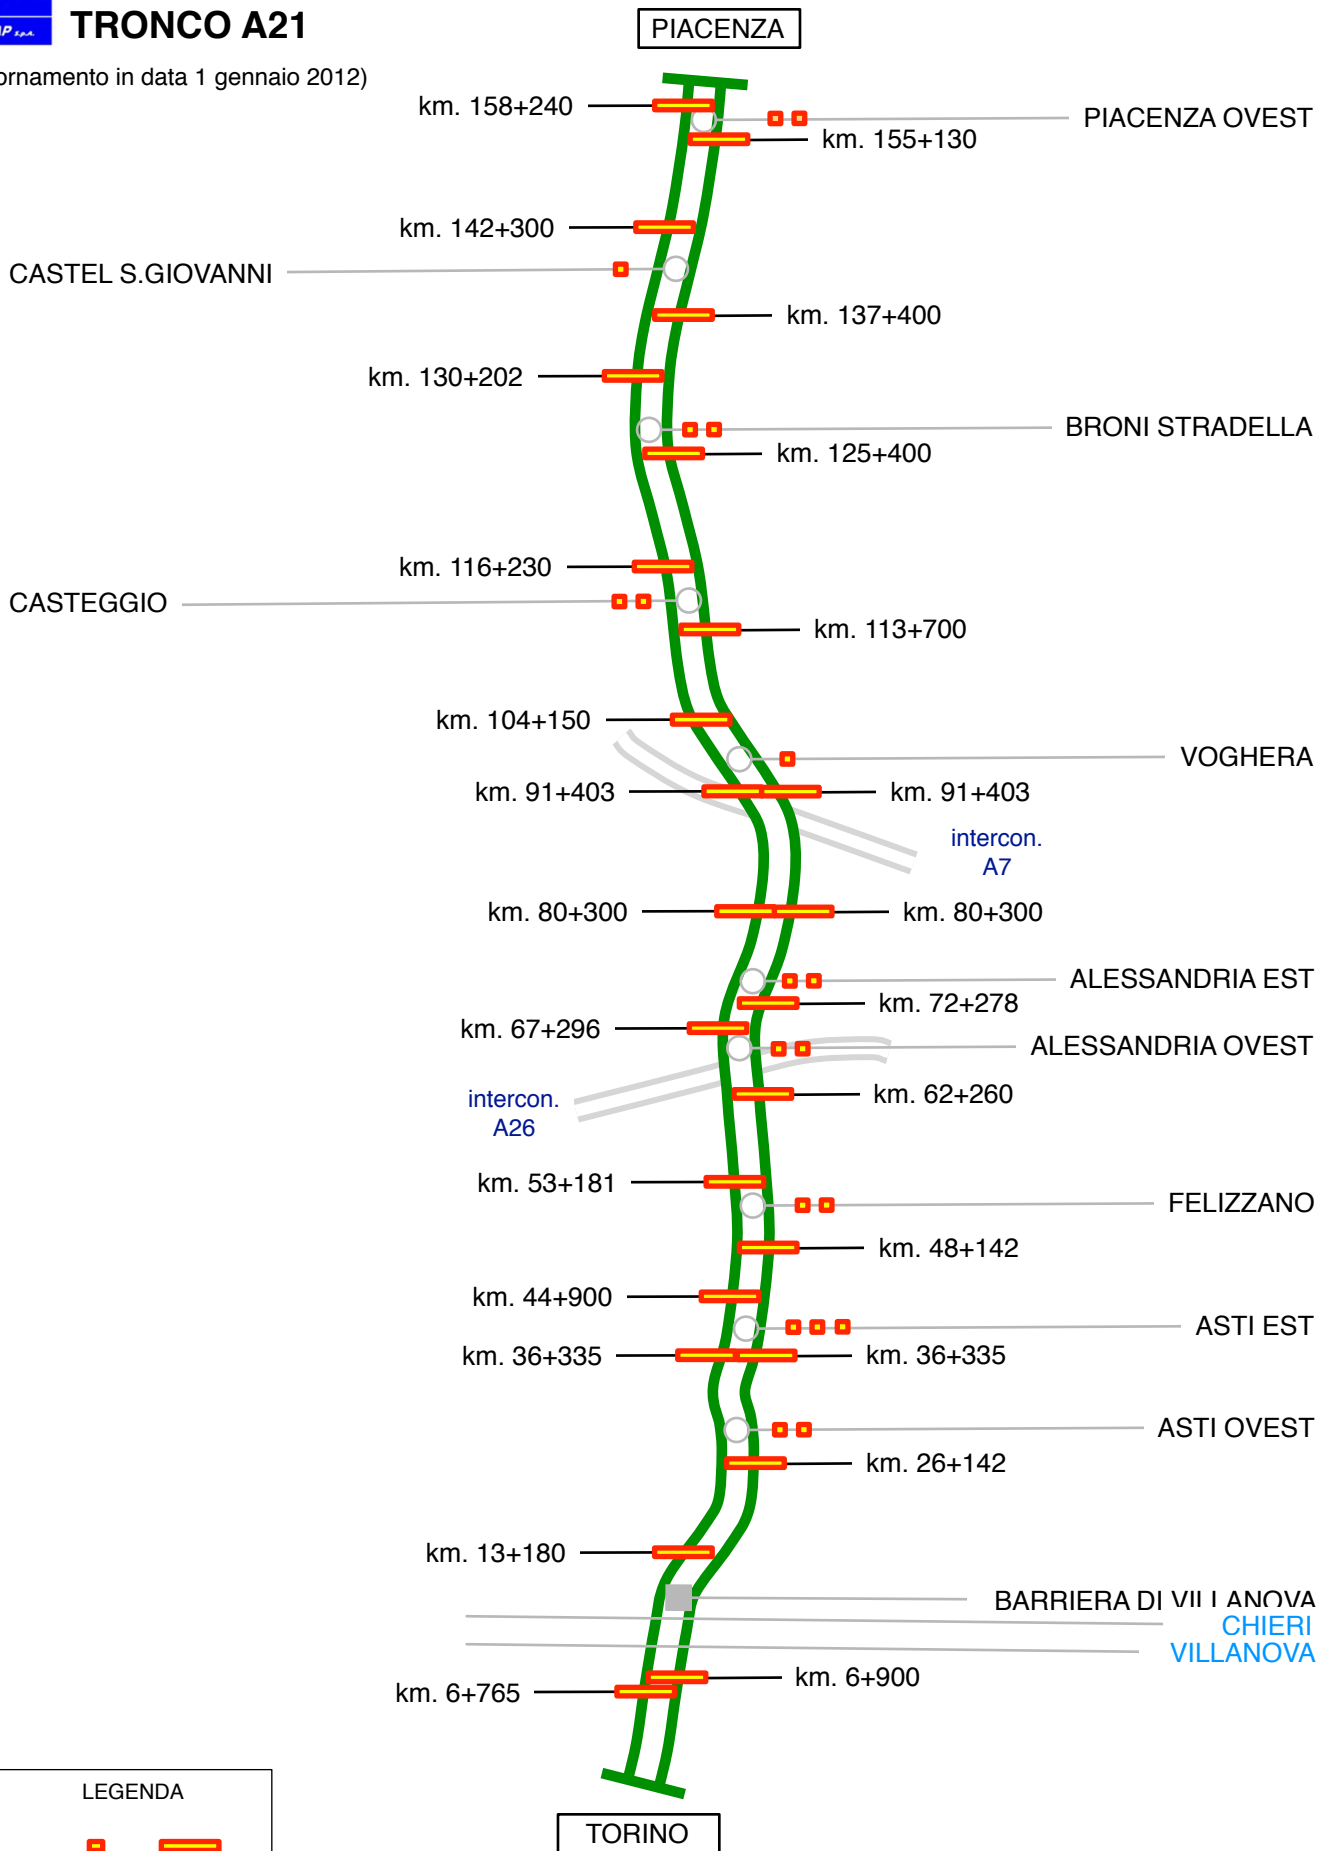 TRONCO A21
PIACENZA
ornamento in data 1 gennaio 2012)
km. 158+240
PIACENZA OVEST
km. 155+130
km. 142+300
CASTEL S.GIOVANNI
km. 137+400
km. 130+202
BRONI STRADELLA
km. 125+400
km. 116+230
CASTEGGIO
km. 113+700
km. 104+150
VOGHERA
km. 91+403
km. 91+403
intercon.
A7
km. 80+300
km. 80+300
ALESSANDRIA EST
km. 72+278
km. 67+296
ALESSANDRIA OVEST
km. 62+260
intercon.
A26
km. 53+181
FELIZZANO
km. 48+142
km. 44+900
ASTI EST
km. 36+335
km. 36+335
ASTI OVEST
km. 26+142
km. 13+180
BARRIERA DI VILLANOVA
CHIERI
VILLANOVA
km. 6+900
km. 6+765
LEGENDA
TORINO